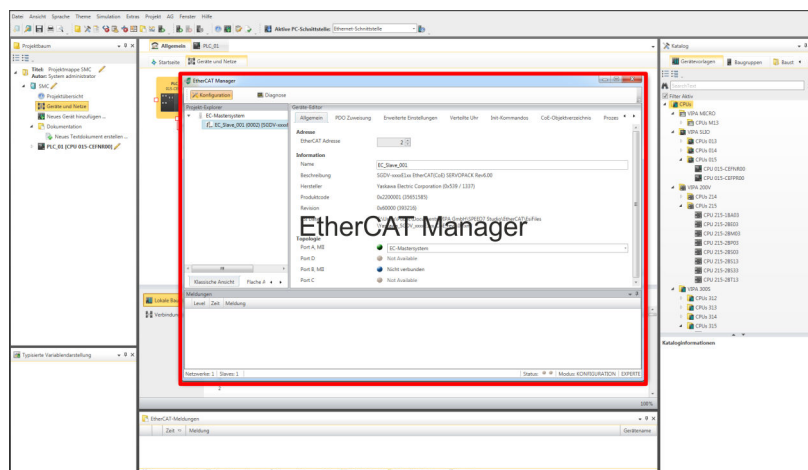 Datei Ansicht Sprache Theme Simulation Extras Projekt AG Fenster Hilfe
Aktive PC-Schnittstelle: Ethernet-Schnittstelle
Projektbaum
Titel: Projektmappe SMC
Autor: System administrator
SMC
Projektübersicht
Geräte und Netze
Neues Gerät hinzufügen ...
Dokumentation
Neues Textdokument erstellen ...
PLC_01 [CPU 015-CEFNR00]
Typisierte Variablendarstellung
Allgemein PLC_01
Startseite Geräte und Netze
EtherCAT Manager
Konfiguration Diagnose
Projekt-Explorer
EC-Mastersystem
EC_Slave_001 (0002) [SGDV-xxxxE
Klassische Ansicht Flache H
Geräte-Editor
Allgemein PDO Zuweisung Erweiterte Einstellungen Verteilte Uhr Init-Kommandos CoE-Objektverzeichnis Prozes
Adresse
EtherCAT Adresse 2
Information
Name EC_Slave_001
Beschreibung SGDV-xxxxE1xx EtherCAT(CoE) SERVOPACK Rev6.00
Hersteller Yaskawa Electric Corporation (0x539 / 1337)
Produktcode 0x2200001 (35651585)
Revision 0x60000 (393216)
EtherCAT Manager
Topologie
Port A, MII EC-Mastersystem
Port D Not Available
Port B, MII Nicht verbunden
Port C Not Available
Meldungen
Level Zeit Meldung
Netzwerke: 1 Slaves: 1 Status: Modus: KONFIGURATION EXPERTE
Lokale Bau
Verbindun
2
100%
EtherCAT-Meldungen
Zeit Meldung Gerätename
Katalog
Gerätevorlagen Baugruppen Baust
Filter Aktiv
CPUs
VIPA MICRO
CPUs M13
VIPA SLIO
CPUs 013
CPUs 014
CPUs 015
CPU 015-CEFNR00
CPU 015-CEFPR00
VIPA 200V
CPUs 214
CPUs 215
CPU 215-2BA03
CPU 215-2BE03
CPU 215-2BM03
CPU 215-2BP03
CPU 215-2BS03
CPU 215-2BS13
CPU 215-2BS33
CPU 215-2BT13
VIPA 300S
CPUs 312
CPUs 313
CPUs 314
CPUs 315
Kataloginformationen